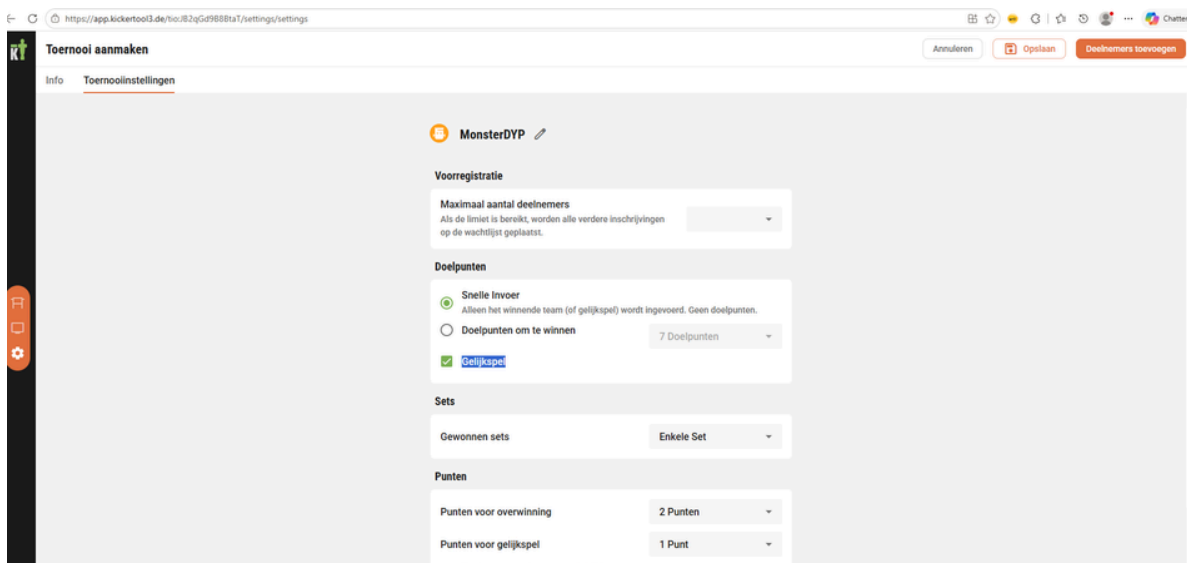 https://app.kickertool3.de/tio:JB2qGd9B8BtaT/settings/settings
Chatten
kt
Toernooi aanmaken
Annuleren
Opslaan
Deelnemers toevoegen
Info
Toernooiinstellingen
MonsterDYP
Voorregistratie
Maximaal aantal deelnemers
Als de limiet is bereikt, worden alle verdere inschrijvingen
op de wachtlijst geplaatst.
Doelpunten
Snelle Invoer
Alleen het winnende team (of gelijkspel) wordt ingevoerd. Geen doelpunten.
Doelpunten om te winnen
7 Doelpunten
Gelijkspel
Sets
Gewonnen sets
Enkele Set
Punten
Punten voor overwinning
2 Punten
Punten voor gelijkspel
1 Punt